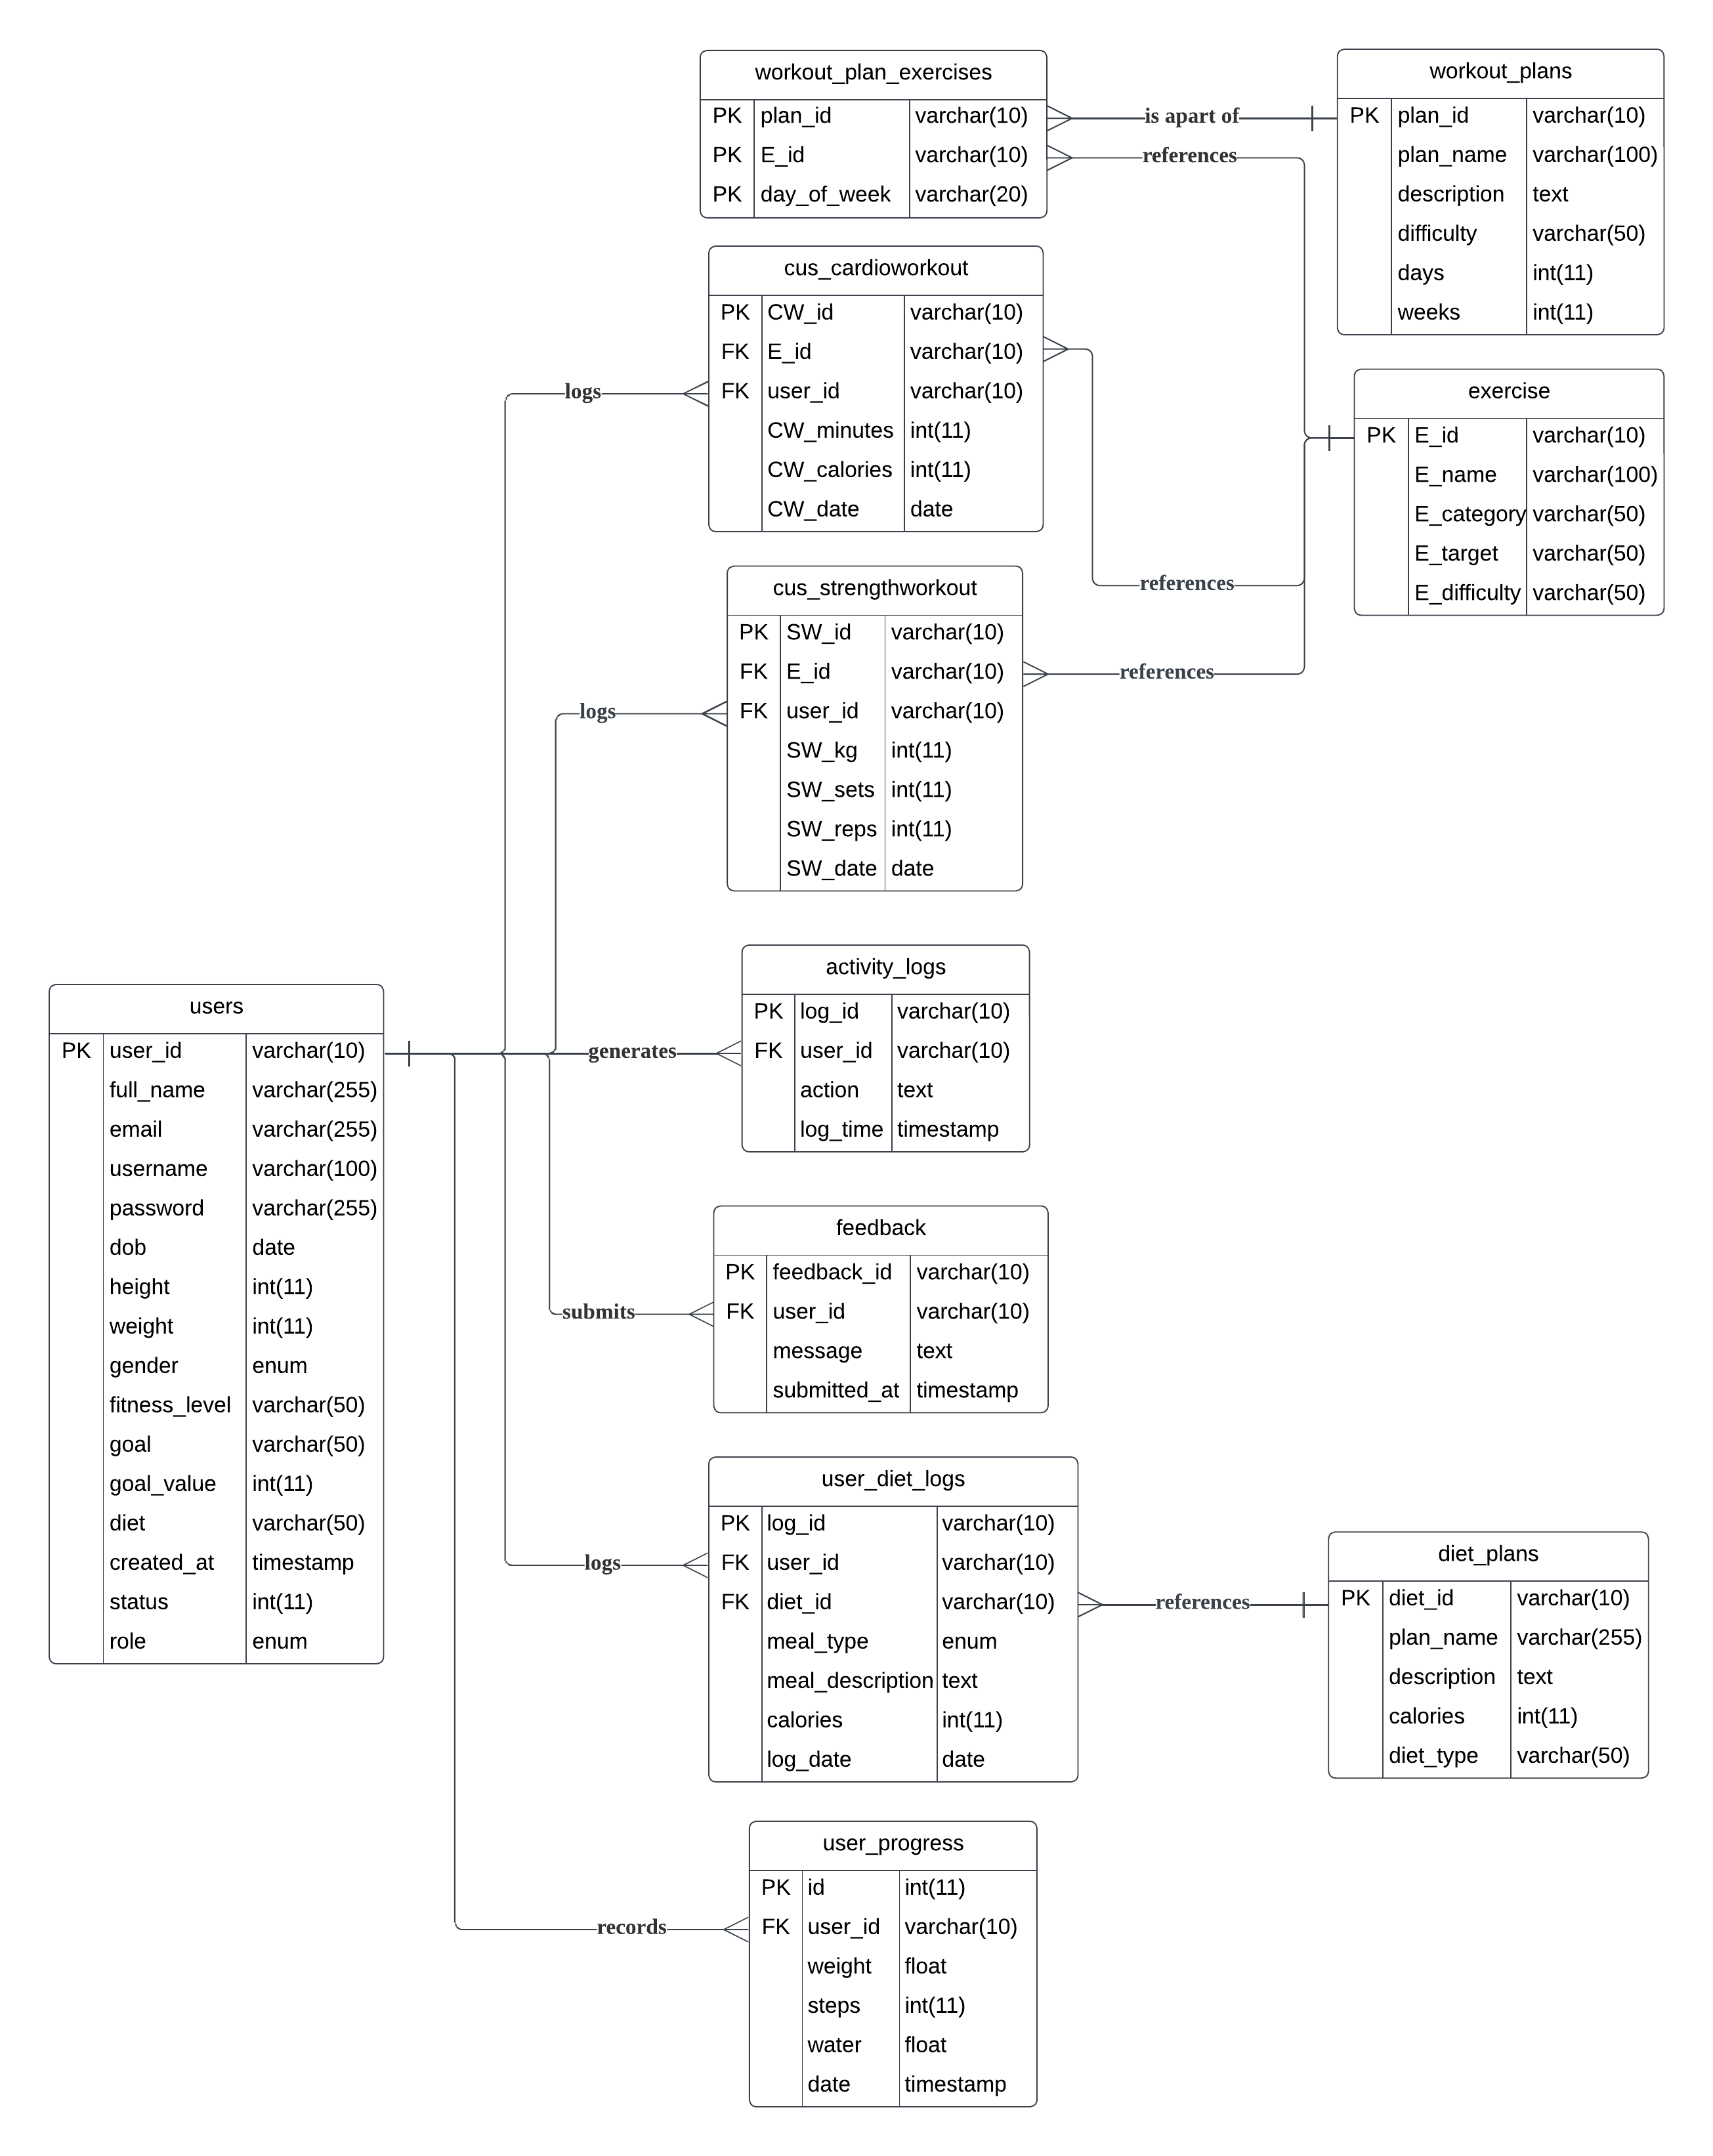 workout_plan_exercises
PK plan_id varchar(10)
PK E_id varchar(10)
PK day_of_week varchar(20)
is apart of
references
workout_plans
PK plan_id varchar(10)
plan_name varchar(100)
description text
difficulty varchar(50)
days int(11)
weeks int(11)
cus_cardioworkout
PK CW_id varchar(10)
FK E_id varchar(10)
FK user_id varchar(10)
CW_minutes int(11)
CW_calories int(11)
CW_date date
logs
references
exercise
PK E_id varchar(10)
E_name varchar(100)
E_category varchar(50)
E_target varchar(50)
E_difficulty varchar(50)
cus_strengthworkout
PK SW_id varchar(10)
FK E_id varchar(10)
FK user_id varchar(10)
SW_kg int(11)
SW_sets int(11)
SW_reps int(11)
SW_date date
references
logs
activity_logs
PK log_id varchar(10)
FK user_id varchar(10)
action text
log_time timestamp
users
PK user_id varchar(10)
full_name varchar(255)
email varchar(255)
username varchar(100)
password varchar(255)
dob date
height int(11)
weight int(11)
gender enum
fitness_level varchar(50)
goal varchar(50)
goal_value int(11)
diet varchar(50)
created_at timestamp
status int(11)
role enum
generates
feedback
PK feedback_id varchar(10)
FK user_id varchar(10)
message text
submitted_at timestamp
submits
user_diet_logs
PK log_id varchar(10)
FK user_id varchar(10)
FK diet_id varchar(10)
meal_type enum
meal_description text
calories int(11)
log_date date
logs
references
diet_plans
PK diet_id varchar(10)
plan_name varchar(255)
description text
calories int(11)
diet_type varchar(50)
user_progress
PK id int(11)
FK user_id varchar(10)
weight float
steps int(11)
water float
date timestamp
records